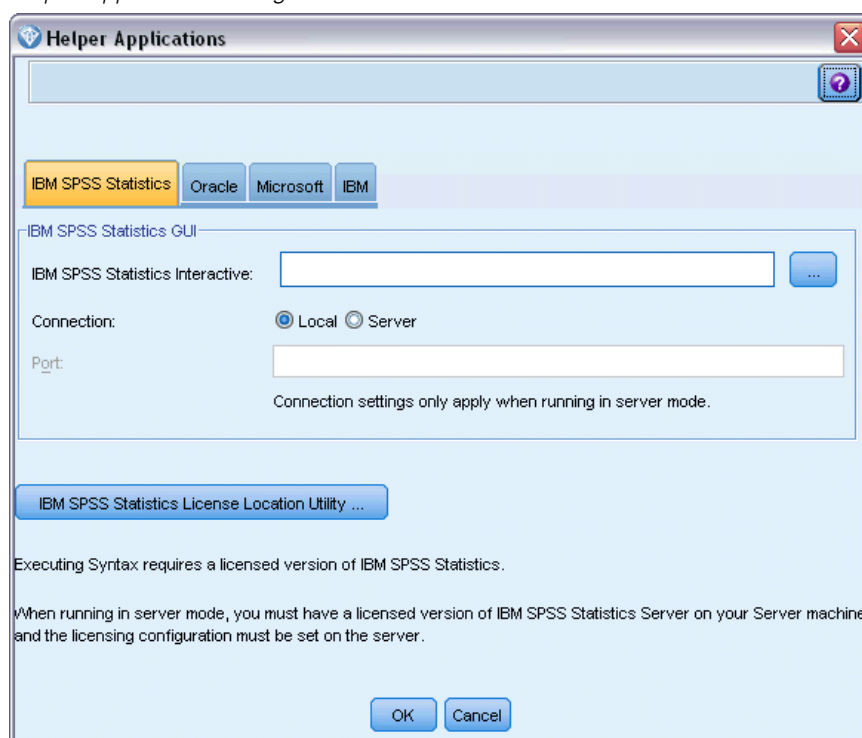 Helper Applications
IBM SPSS Statistics Oracle Microsoft IBM
IBM SPSS Statistics GUI
IBM SPSS Statistics Interactive:
...
Connection: Local Server
Port:
Connection settings only apply when running in server mode.
IBM SPSS Statistics License Location Utility ...
Executing Syntax requires a licensed version of IBM SPSS Statistics.
When running in server mode, you must have a licensed version of IBM SPSS Statistics Server on your Server machine
and the licensing configuration must be set on the server.
OK Cancel